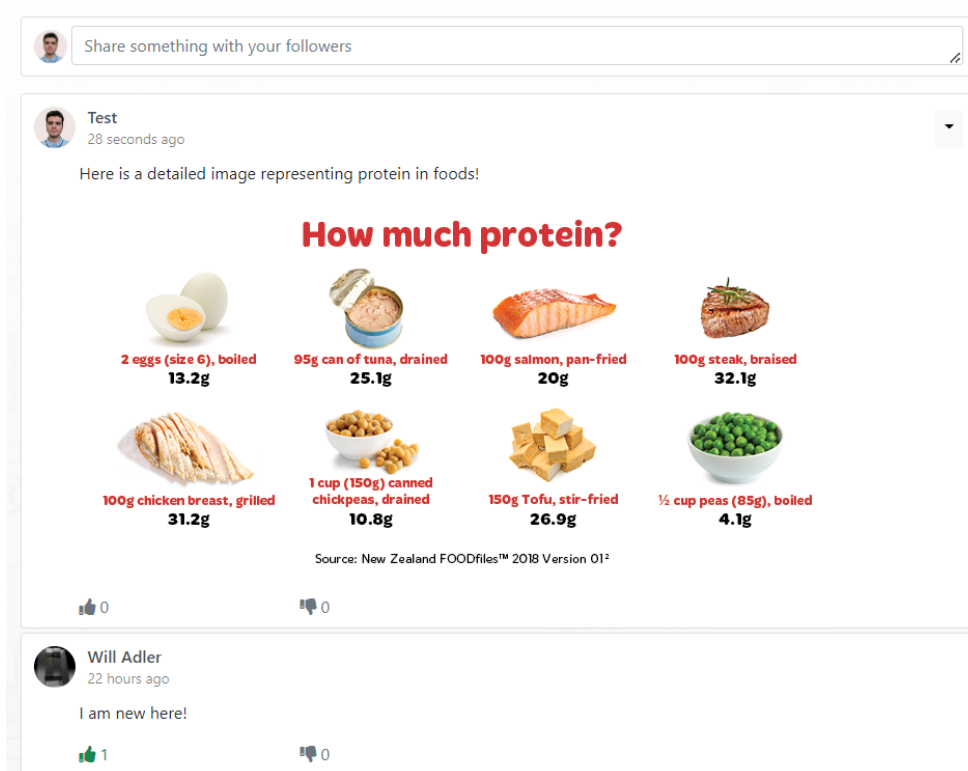 Share something with your followers
Test
28 seconds ago
Here is a detailed image representing protein in foods!
How much protein?
2 eggs (size 6), boiled
13.2g
95g can of tuna, drained
25.1g
100g salmon, pan-fried
20g
100g steak, braised
32.1g
100g chicken breast, grilled
31.2g
1 cup (150g) canned
chickpeas, drained
10.8g
150g Tofu, stir-fried
26.9g
½ cup peas (85g), boiled
4.1g
Source: New Zealand FOODfiles™ 2018 Version 01²
0
0
Will Adler
22 hours ago
I am new here!
1
0